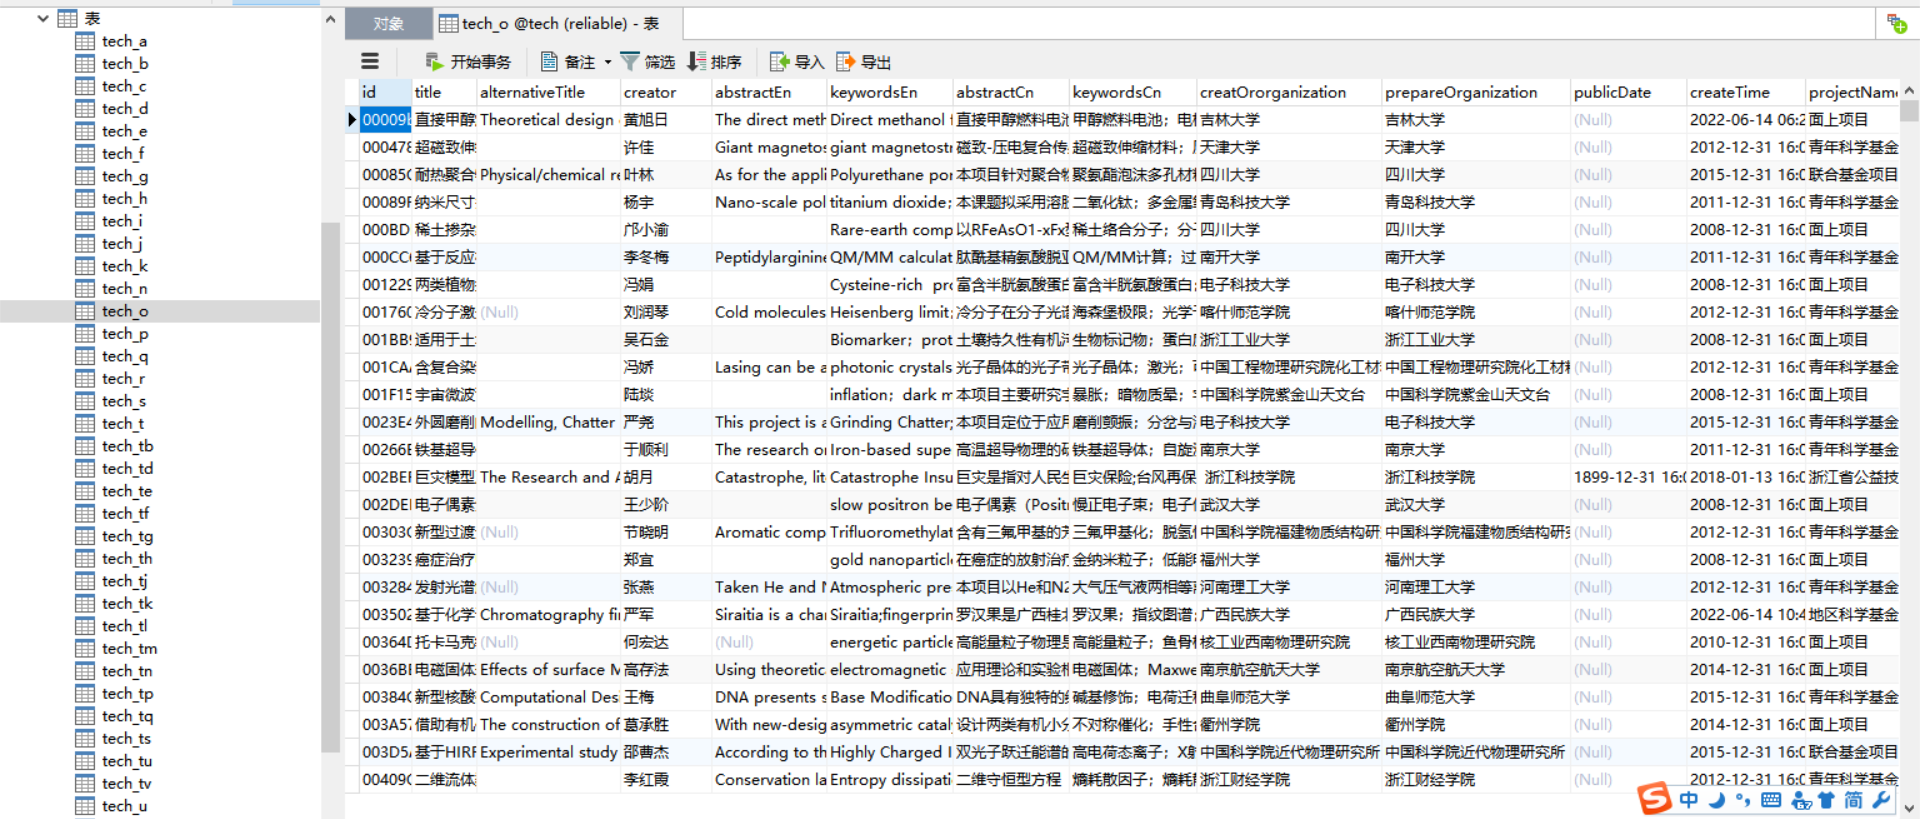 表
tech_a
tech_b
tech_c
tech_d
tech_e
tech_f
tech_g
tech_h
tech_i
tech_j
tech_k
tech_n
tech_o
tech_p
tech_q
tech_r
tech_s
tech_t
tech_tb
tech_td
tech_te
tech_tf
tech_tg
tech_th
tech_tj
tech_tk
tech_tl
tech_tm
tech_tn
tech_tp
tech_tq
tech_ts
tech_tu
tech_tv
tech_u
对象 tech_o @tech (reliable) - 表
开始事务 备注 筛选 排序 导入 导出
id title alternativeTitle creator abstractEn keywordsEn abstractCn keywordsCn creatOrorganization prepareOrganization publicDate createTime projectName
00009b 直接甲醇 Theoretical design 黄旭日 The direct meth Direct methanol 直接甲醇燃料电池 甲醇燃料电池；电 吉林大学 吉林大学 (Null) 2022-06-14 06:2 面上项目
000478 超磁致伸 许佳 Giant magnetos giant magnetostr 磁致-压电复合传 超磁致伸缩材料； 天津大学 天津大学 (Null) 2012-12-31 16:0 青年科学基金
00085C 耐热聚合 Physical/chemical re 叶林 As for the appli Polyurethane por 本项目针对聚合物 聚氨酯泡沫多孔材料 四川大学 四川大学 (Null) 2015-12-31 16:0 联合基金项目
00089F 纳米尺寸 杨宇 Nano-scale pol titanium dioxide; 本课题拟采用溶胶 二氧化钛；多金属 青岛科技大学 青岛科技大学 (Null) 2011-12-31 16:0 青年科学基金
000BD 稀土掺杂 邝小渝 Rare-earth comp 以RFeAsO1-xFx 稀土络合分子；分 四川大学 四川大学 (Null) 2008-12-31 16:0 面上项目
000CC 基于反应 李冬梅 Peptidylarginine QM/MM calculat 肽酰基精氨酸脱亚 QM/MM计算；过 南开大学 南开大学 (Null) 2011-12-31 16:0 青年科学基金
001229 两类植物 冯娟 Cysteine-rich pro 富含半胱氨酸蛋白 富含半胱氨酸蛋白； 电子科技大学 电子科技大学 (Null) 2008-12-31 16:0 面上项目
00176 冷分子激 (Null) 刘润琴 Cold molecules Heisenberg limit; 冷分子在分子光谱 海森堡极限；光学 喀什师范学院 喀什师范学院 (Null) 2012-12-31 16:0 青年科学基金
001BB 适用于土 吴石金 Biomarker；prot 土壤持久性有机污 生物标记物；蛋白质 浙江工业大学 浙江工业大学 (Null) 2008-12-31 16:0 面上项目
001CA 含复合染 冯娇 Lasing can be a photonic crystals 光子晶体的光子带 光子晶体；激光； 中国工程物理研究院化工材 中国工程物理研究院化工材 (Null) 2012-12-31 16:0 青年科学基金
001F15 宇宙微波 陆埮 inflation；dark m 本项目主要研究宇 暴胀；暗物质晕； 中国科学院紫金山天文台 中国科学院紫金山天文台 (Null) 2008-12-31 16:0 面上项目
0023E4 外圆磨削 Modelling, Chatter 严尧 This project is a Grinding Chatter; 本项目定位于应用 磨削颤振；分岔与 电子科技大学 电子科技大学 (Null) 2015-12-31 16:0 青年科学基金
00266E 铁基超导 于顺利 The research or Iron-based supe 高温超导物理的研 铁基超导体；自旋 南京大学 南京大学 (Null) 2011-12-31 16:0 青年科学基金
002BEF 巨灾模型 The Research and A 胡月 Catastrophe, lit Catastrophe Insu 巨灾是指对人民生 巨灾保险;台风再保 浙江科技学院 浙江科技学院 1899-12-31 16:0 2018-01-13 16:0 浙江省公益技
002DE 电子偶素 王少阶 slow positron be 电子偶素（Posit 慢正电子束；电子 武汉大学 武汉大学 (Null) 2008-12-31 16:0 面上项目
003030 新型过渡 (Null) 节晓明 Aromatic comp Trifluoromethylat 含有三氟甲基的芳 三氟甲基化；脱氢 中国科学院福建物质结构研 中国科学院福建物质结构研 (Null) 2012-12-31 16:0 青年科学基金
003239 癌症治疗 郑宜 gold nanoparticle 在癌症的放射治疗 金纳米粒子；低能 福州大学 福州大学 (Null) 2008-12-31 16:0 面上项目
003284 发射光谱 (Null) 张燕 Taken He and N Atmospheric pre 本项目以He和N2 大气压气液两相等离 河南理工大学 河南理工大学 (Null) 2012-12-31 16:0 青年科学基金
003502 基于化学 Chromatography fi 严军 Siraitia is a char Siraitia;fingerprin 罗汉果是广西桂北 罗汉果；指纹图谱； 广西民族大学 广西民族大学 (Null) 2022-06-14 10:4 地区科学基金
00364D 托卡马克 (Null) 何宏达 (Null) energetic particle 高能量粒子物理是 高能量粒子；鱼骨 核工业西南物理研究院 核工业西南物理研究院 (Null) 2010-12-31 16:0 面上项目
0036BE 电磁固体 Effects of surface M 高存法 Using theoretic electromagnetic 应用理论和实验相 电磁固体；Maxwe 南京航空航天大学 南京航空航天大学 (Null) 2014-12-31 16:0 面上项目
00384C 新型核酸 Computational Des 王梅 DNA presents s Base Modificatio DNA具有独特的 碱基修饰；电荷迁移 曲阜师范大学 曲阜师范大学 (Null) 2015-12-31 16:0 青年科学基金
003A57 借助有机 The construction of 葛承胜 With new-desig asymmetric catal 设计两类有机小分 不对称催化；手性 衢州学院 衢州学院 (Null) 2014-12-31 16:0 面上项目
003D5 基于HIRF Experimental study 邵曹杰 According to th Highly Charged I 双光子跃迁能谱的 高电荷态离子；X射 中国科学院近代物理研究所 中国科学院近代物理研究所 (Null) 2015-12-31 16:0 联合基金项目
00409C 二维流体 李红霞 Conservation la Entropy dissipati 二维守恒型方程 熵耗散因子；熵耗 浙江财经学院 浙江财经学院 (Null) 2012-12-31 16:0 青年科学基金
S 中 简